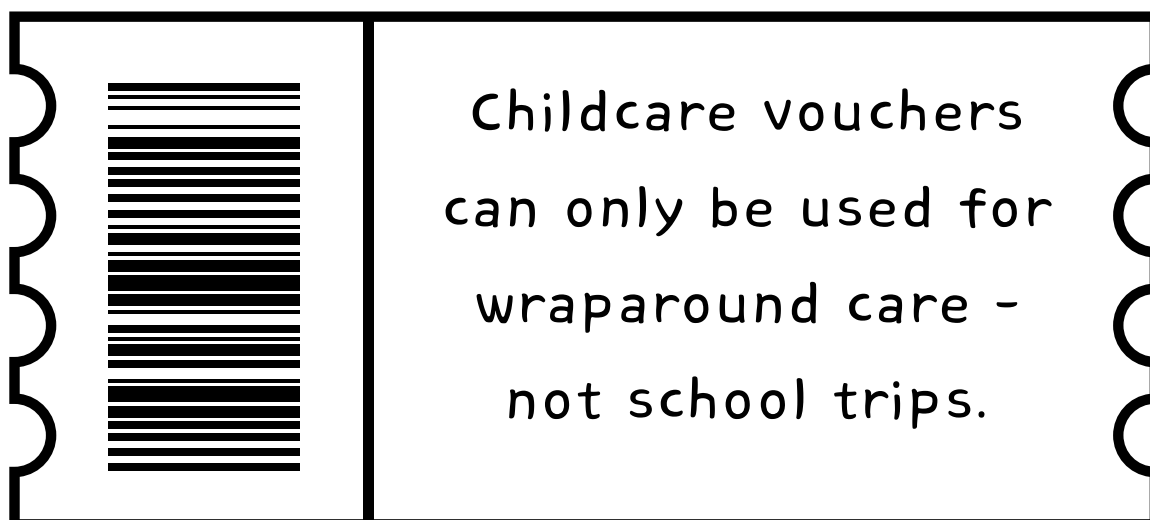 Childcare vouchers
can only be used for
wraparound care -
not school trips.